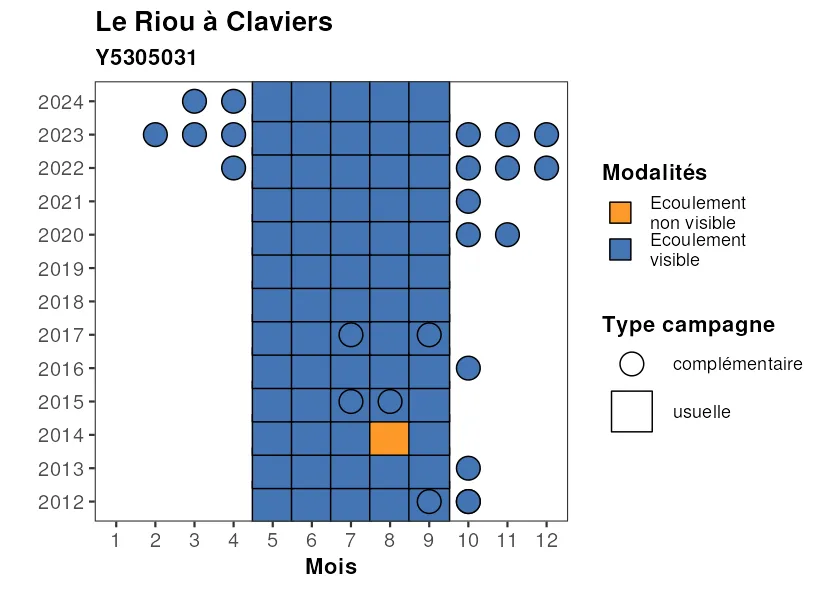 Le Riou à Claviers
Y5305031
2024
2023
2022
2021
2020
2019
2018
2017
2016
2015
2014
2013
2012
1 2 3 4 5 6 7 8 9 10 11 12
Mois
Modalités
Ecoulement
non visible
Ecoulement
visible
Type campagne
complémentaire
usuelle